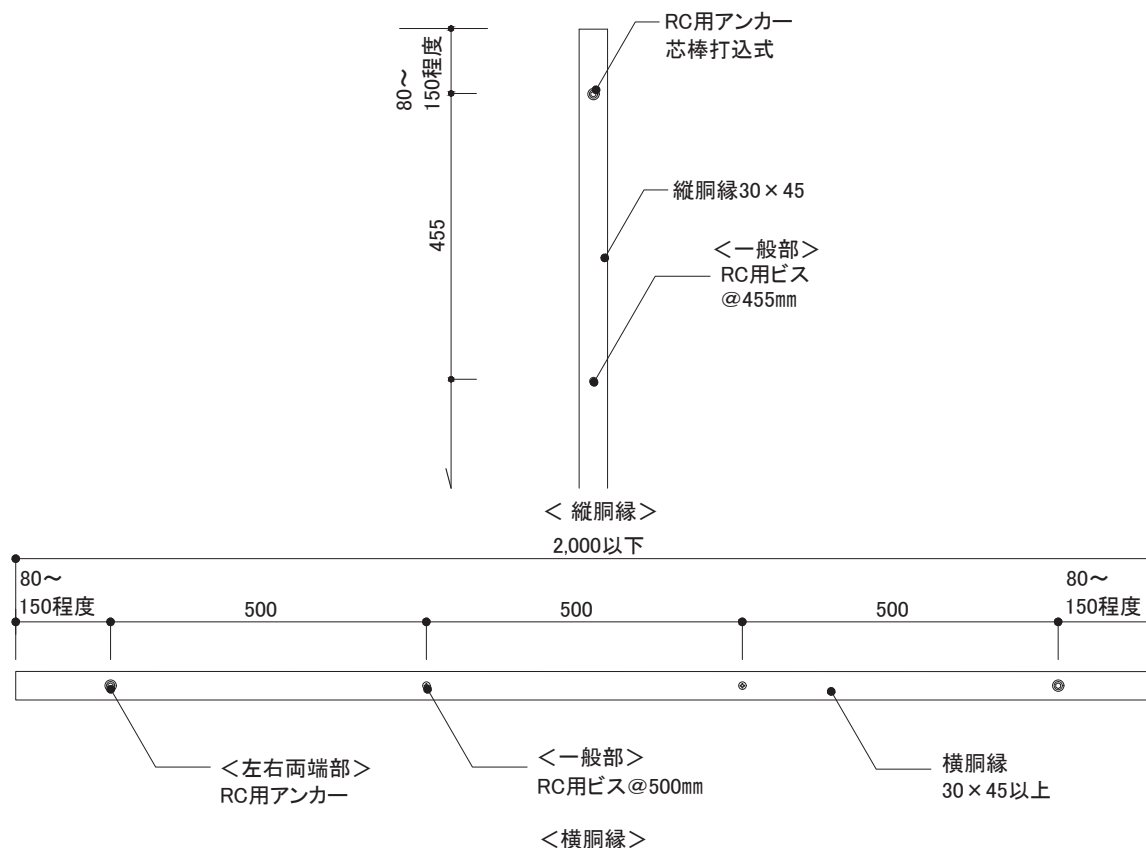 RC用アンカー
芯棒打込式
80～
150程度
縦胴縁30×45
455
＜一般部＞
RC用ビス
@455㎜
＜ 縦胴縁＞
2,000以下
80～
150程度
500
500
500
80～
150程度
＜左右両端部＞
RC用アンカー
＜一般部＞
RC用ビス@500㎜
横胴縁
30×45以上
＜横胴縁＞